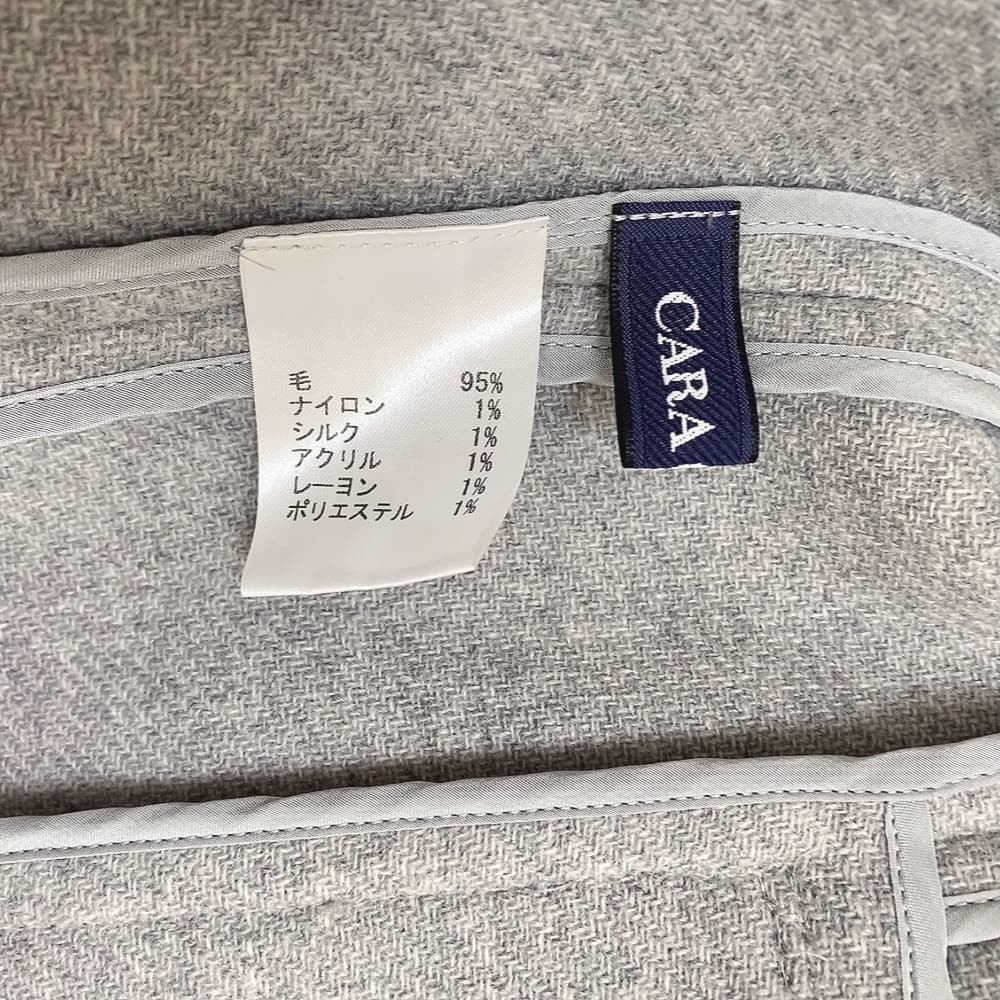 毛 95%
ナイロン 1%
シルク 1%
アクリル 1%
レーヨン 1%
ポリエステル 1%
CARA